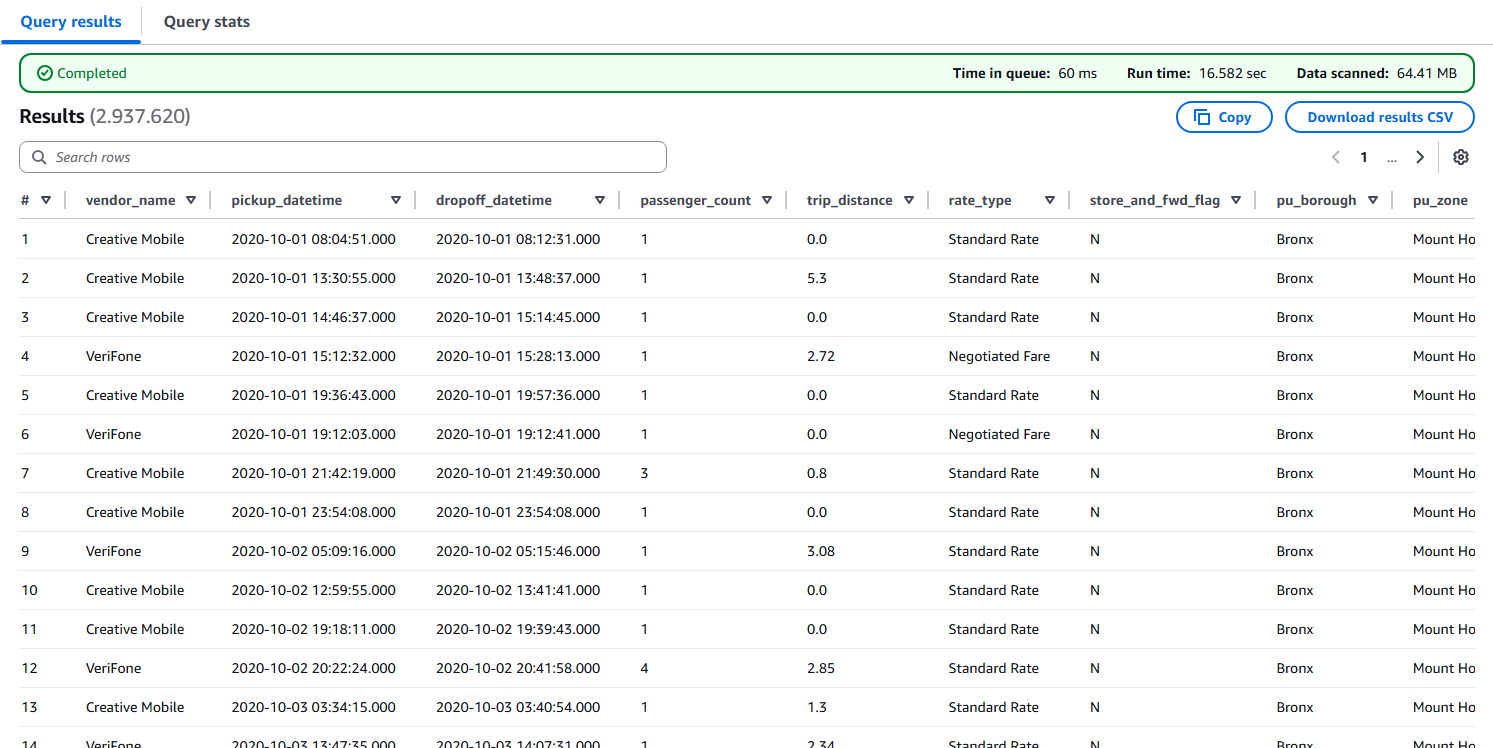 Query results Query stats
Completed Time in queue: 60 ms Run time: 16.582 sec Data scanned: 64.41 MB
Results (2.937.620) Copy Download results CSV
Search rows 1 ...
# vendor_name pickup_datetime dropoff_datetime passenger_count trip_distance rate_type store_and_fwd_flag pu_borough pu_zone
1 Creative Mobile 2020-10-01 08:04:51.000 2020-10-01 08:12:31.000 1 0.0 Standard Rate N Bronx Mount Ho
2 Creative Mobile 2020-10-01 13:30:55.000 2020-10-01 13:48:37.000 1 5.3 Standard Rate N Bronx Mount Ho
3 Creative Mobile 2020-10-01 14:46:37.000 2020-10-01 15:14:45.000 1 0.0 Standard Rate N Bronx Mount Ho
4 VeriFone 2020-10-01 15:12:32.000 2020-10-01 15:28:13.000 1 2.72 Negotiated Fare N Bronx Mount Ho
5 Creative Mobile 2020-10-01 19:36:43.000 2020-10-01 19:57:36.000 1 0.0 Standard Rate N Bronx Mount Ho
6 VeriFone 2020-10-01 19:12:03.000 2020-10-01 19:12:41.000 1 0.0 Negotiated Fare N Bronx Mount Ho
7 Creative Mobile 2020-10-01 21:42:19.000 2020-10-01 21:49:30.000 3 0.8 Standard Rate N Bronx Mount Ho
8 Creative Mobile 2020-10-01 23:54:08.000 2020-10-01 23:54:08.000 1 0.0 Standard Rate N Bronx Mount Ho
9 VeriFone 2020-10-02 05:09:16.000 2020-10-02 05:15:46.000 1 3.08 Standard Rate N Bronx Mount Ho
10 Creative Mobile 2020-10-02 12:59:55.000 2020-10-02 13:41:41.000 1 0.0 Standard Rate N Bronx Mount Ho
11 Creative Mobile 2020-10-02 19:18:11.000 2020-10-02 19:39:43.000 1 0.0 Standard Rate N Bronx Mount Ho
12 VeriFone 2020-10-02 20:22:24.000 2020-10-02 20:41:58.000 4 2.85 Standard Rate N Bronx Mount Ho
13 Creative Mobile 2020-10-03 03:34:15.000 2020-10-03 03:40:54.000 1 1.3 Standard Rate N Bronx Mount Ho
14 VeriFone 2020-10-03 13:47:35.000 2020-10-03 14:07:31.000 1 2.34 Standard Rate N Bronx Mount Ho